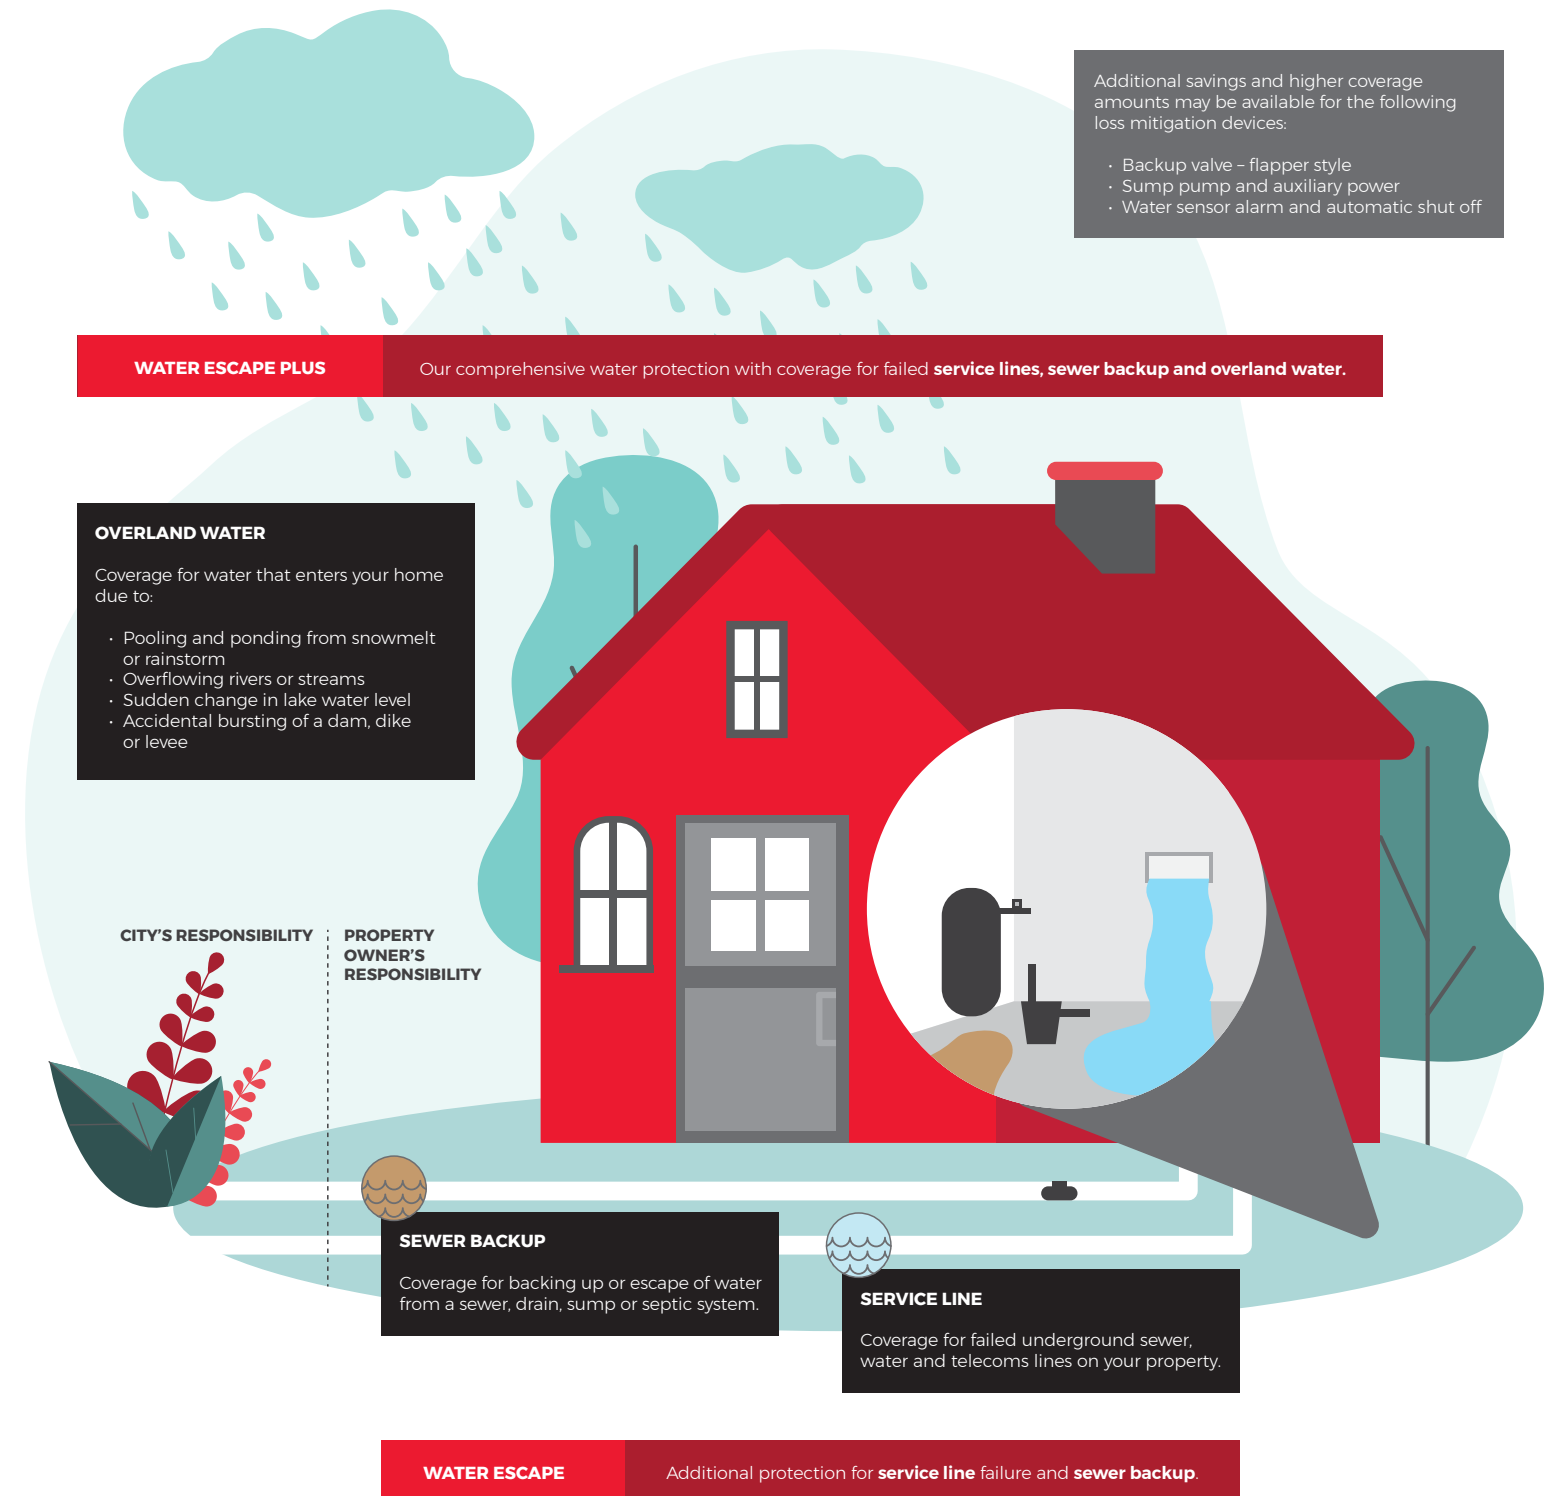 Additional savings and higher coverage
amounts may be available for the following
loss mitigation devices:
• Backup valve – flapper style
• Sump pump and auxiliary power
• Water sensor alarm and automatic shut off
WATER ESCAPE PLUS
Our comprehensive water protection with coverage for failed service lines, sewer backup and overland water.
OVERLAND WATER
Coverage for water that enters your home
due to:
• Pooling and ponding from snowmelt
or rainstorm
• Overflowing rivers or streams
• Sudden change in lake water level
• Accidental bursting of a dam, dike
or levee
CITY’S RESPONSIBILITY
PROPERTY
OWNER’S
RESPONSIBILITY
SEWER BACKUP
Coverage for backing up or escape of water
from a sewer, drain, sump or septic system.
SERVICE LINE
Coverage for failed underground sewer,
water and telecoms lines on your property.
WATER ESCAPE
Additional protection for service line failure and sewer backup.